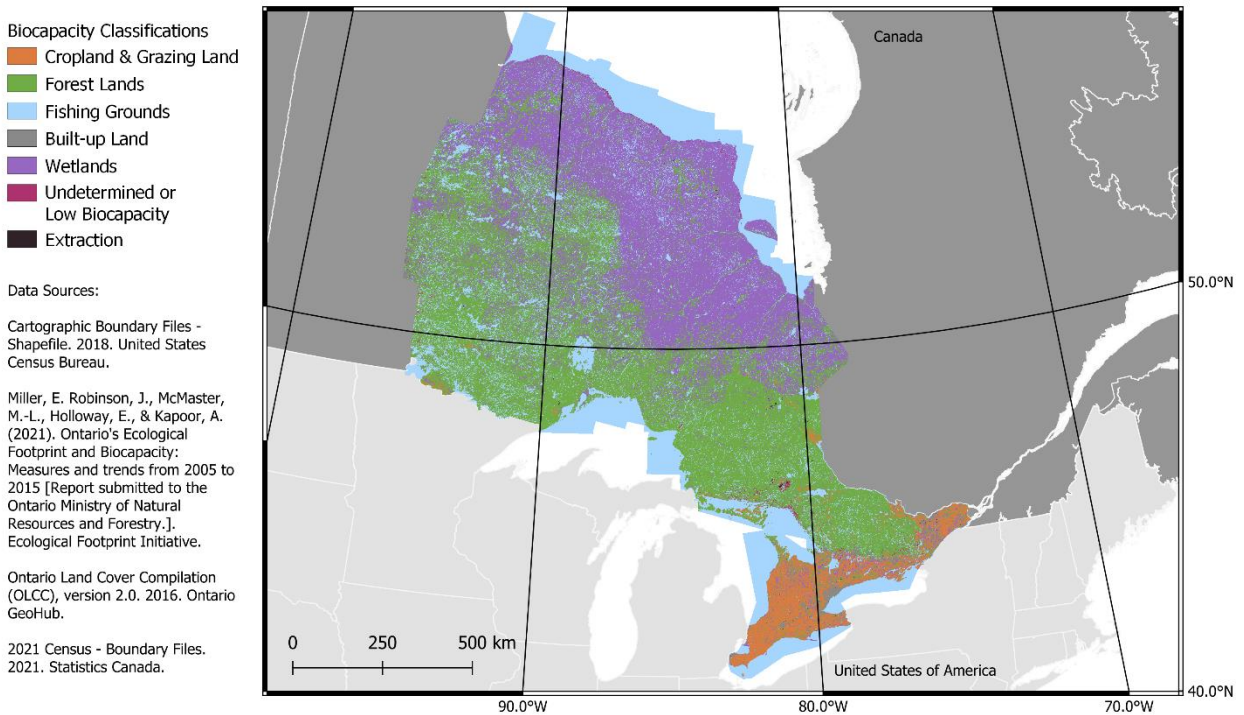 Biocapacity Classifications
Cropland & Grazing Land
Forest Lands
Fishing Grounds
Built-up Land
Wetlands
Undetermined or
Low Biocapacity
Extraction
Data Sources:
Cartographic Boundary Files -
Shapefile. 2018. United States
Census Bureau.
Miller, E. Robinson, J., McMaster,
M.-L., Holloway, E., & Kapoor, A.
(2021). Ontario's Ecological
Footprint and Biocapacity:
Measures and trends from 2005 to
2015 [Report submitted to the
Ontario Ministry of Natural
Resources and Forestry.].
Ecological Footprint Initiative.
Ontario Land Cover Compilation
(OLCC), version 2.0. 2016. Ontario
GeoHub.
2021 Census - Boundary Files.
2021. Statistics Canada.
Canada
50.0°N
0 250 500 km
United States of America
40.0°N
90.0°W 80.0°W 70.0°W